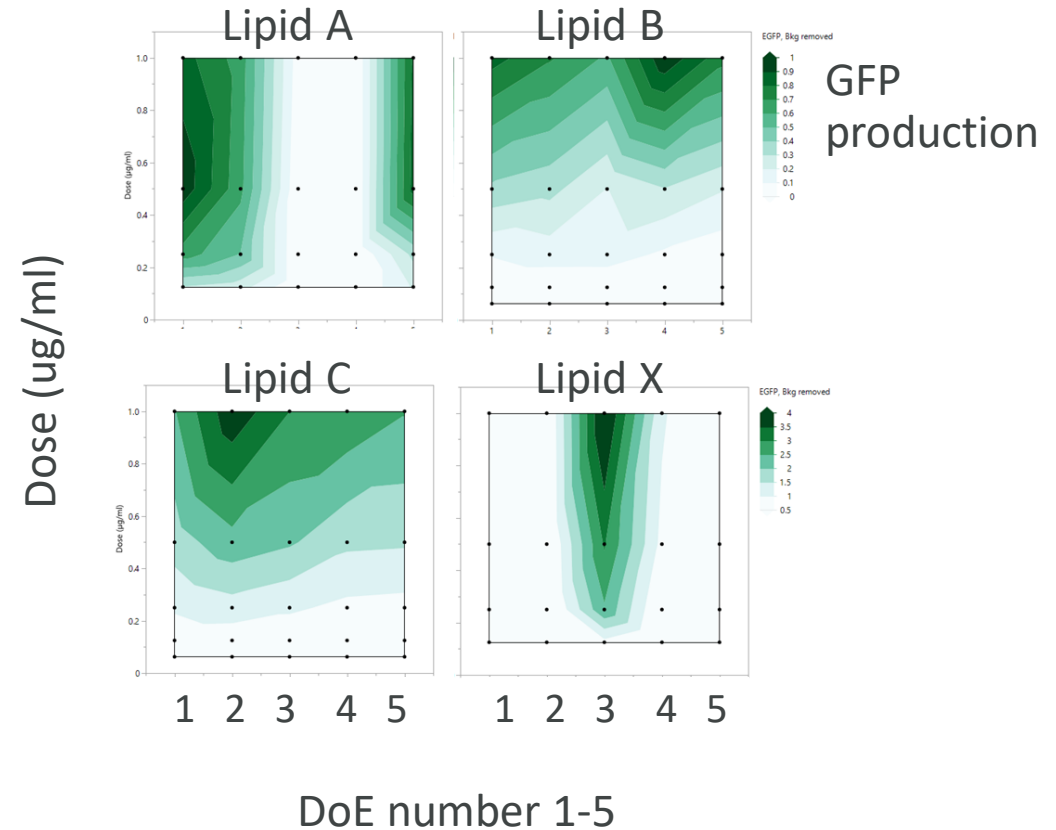 Lipid A
Lipid B
EGFP, Bkg removed
1
0.9
0.8
0.7
0.6
0.5
0.4
0.3
0.2
0.1
0
GFP
production
1.0
0.8
0.6
0.4
0.2
0
Dose (µg/ml)
1
2
3
4
5
Dose (ug/ml)
Lipid C
Lipid X
EGFP, Bkg removed
4
3.5
3
2.5
2
1.5
1
0.5
1.0
0.8
0.6
0.4
0.2
0
Dose (µg/ml)
1 2 3 4 5
1 2 3 4 5
DoE number 1-5